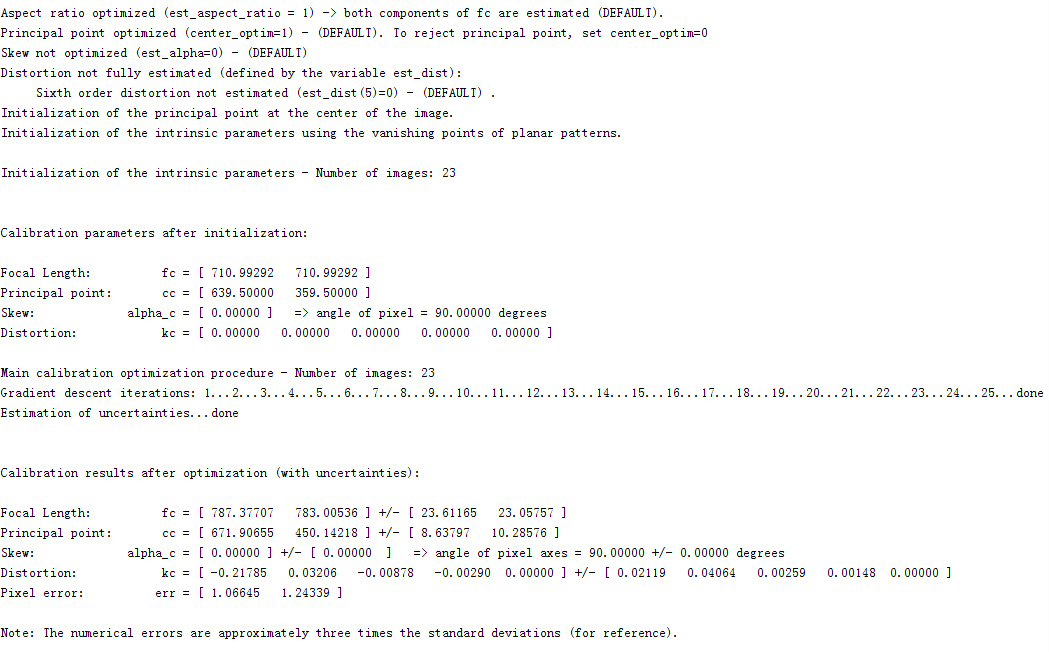 Aspect ratio optimized (est_aspect_ratio = 1) -> both components of fc are estimated (DEFAULT).
Principal point optimized (center_optim=1) - (DEFAULT). To reject principal point, set center_optim=0
Skew not optimized (est_alpha=0) - (DEFAULT)
Distortion not fully estimated (defined by the variable est_dist):
     Sixth order distortion not estimated (est_dist(5)=0) - (DEFAULT) .
Initialization of the principal point at the center of the image.
Initialization of the intrinsic parameters using the vanishing points of planar patterns.

Initialization of the intrinsic parameters - Number of images: 23


Calibration parameters after initialization:

Focal Length:          fc = [ 710.99292   710.99292 ]
Principal point:       cc = [ 639.50000   359.50000 ]
Skew:             alpha_c = [ 0.00000 ]   => angle of pixel = 90.00000 degrees
Distortion:            kc = [ 0.00000   0.00000   0.00000   0.00000   0.00000 ]

Main calibration optimization procedure - Number of images: 23
Gradient descent iterations: 1...2...3...4...5...6...7...8...9...10...11...12...13...14...15...16...17...18...19...20...21...22...23...24...25...done
Estimation of uncertainties...done


Calibration results after optimization (with uncertainties):

Focal Length:          fc = [ 787.37707   783.00536 ] +/- [ 23.61165   23.05757 ]
Principal point:       cc = [ 671.90655   450.14218 ] +/- [ 8.63797   10.28576 ]
Skew:             alpha_c = [ 0.00000 ] +/- [ 0.00000  ]   => angle of pixel axes = 90.00000 +/- 0.00000 degrees
Distortion:            kc = [ -0.21785   0.03206   -0.00878   -0.00290  0.00000 ] +/- [ 0.02119   0.04064   0.00259   0.00148  0.00000 ]
Pixel error:          err = [ 1.06645   1.24339 ]

Note: The numerical errors are approximately three times the standard deviations (for reference).